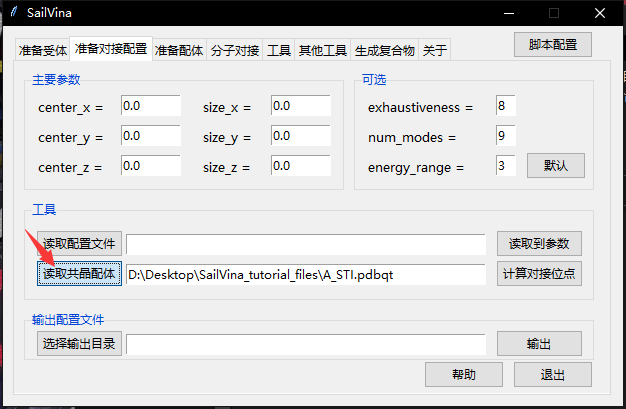 SailVina
准备受体 准备对接配置 准备配体 分子对接 工具 其他工具 生成复合物 关于 脚本配置
主要参数 可选
center_x = 0.0 size_x = 0.0 exhaustiveness = 8
center_y = 0.0 size_y = 0.0 num_modes = 9
center_z = 0.0 size_z = 0.0 energy_range = 3 默认
工具
读取配置文件 读取到参数
读取共晶配体 D:\Desktop\SailVina_tutorial_files\A_STI.pdbqt 计算对接位点
输出配置文件
选择输出目录 输出
帮助 退出